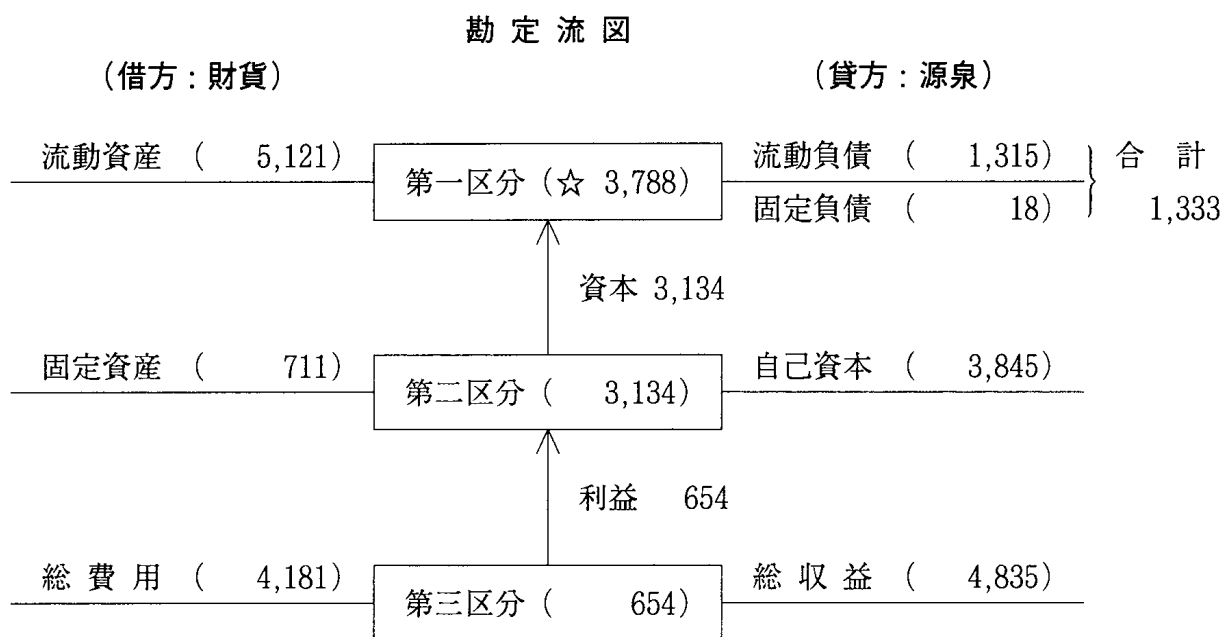 勘定流図
(借方:財貨) (貸方:源泉)
流動資産 ( 5,121) 第一区分 (☆ 3,788) 流動負債 ( 1,315) 合計
固定負債 ( 18) 1,333
資本 3,134
固定資産 ( 711) 第二区分 ( 3,134) 自己資本 ( 3,845)
利益 654
総費用 ( 4,181) 第三区分 ( 654) 総収益 ( 4,835)